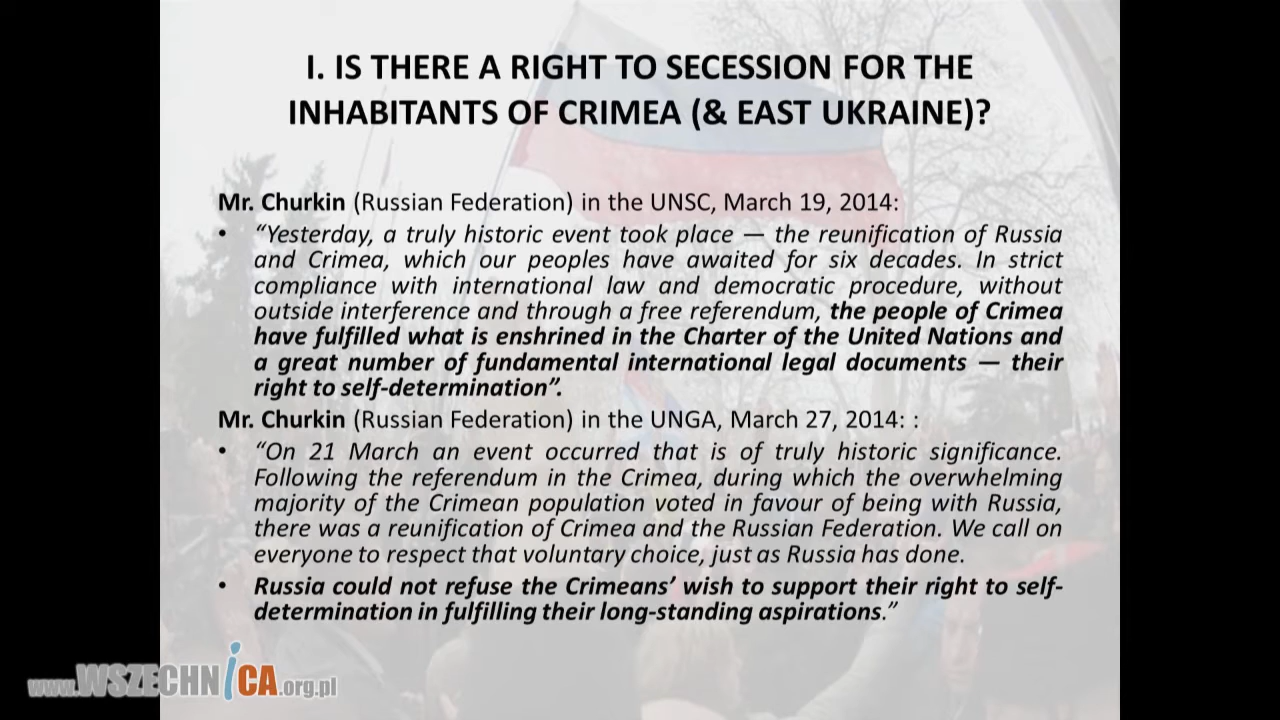 I. IS THERE A RIGHT TO SECESSION FOR THE
INHABITANTS OF CRIMEA (& EAST UKRAINE)?
Mr. Churkin (Russian Federation) in the UNSC, March 19, 2014:
• “Yesterday, a truly historic event took place — the reunification of Russia
and Crimea, which our peoples have awaited for six decades. In strict
compliance with international law and democratic procedure, without
outside interference and through a free referendum, the people of Crimea
have fulfilled what is enshrined in the Charter of the United Nations and
a great number of fundamental international legal documents — their
right to self-determination”.
Mr. Churkin (Russian Federation) in the UNGA, March 27, 2014: :
• “On 21 March an event occurred that is of truly historic significance.
Following the referendum in the Crimea, during which the overwhelming
majority of the Crimean population voted in favour of being with Russia,
there was a reunification of Crimea and the Russian Federation. We call on
everyone to respect that voluntary choice, just as Russia has done.
• Russia could not refuse the Crimeans’ wish to support their right to self-
determination in fulfilling their long-standing aspirations.”
www.WSZECHNICA.org.pl